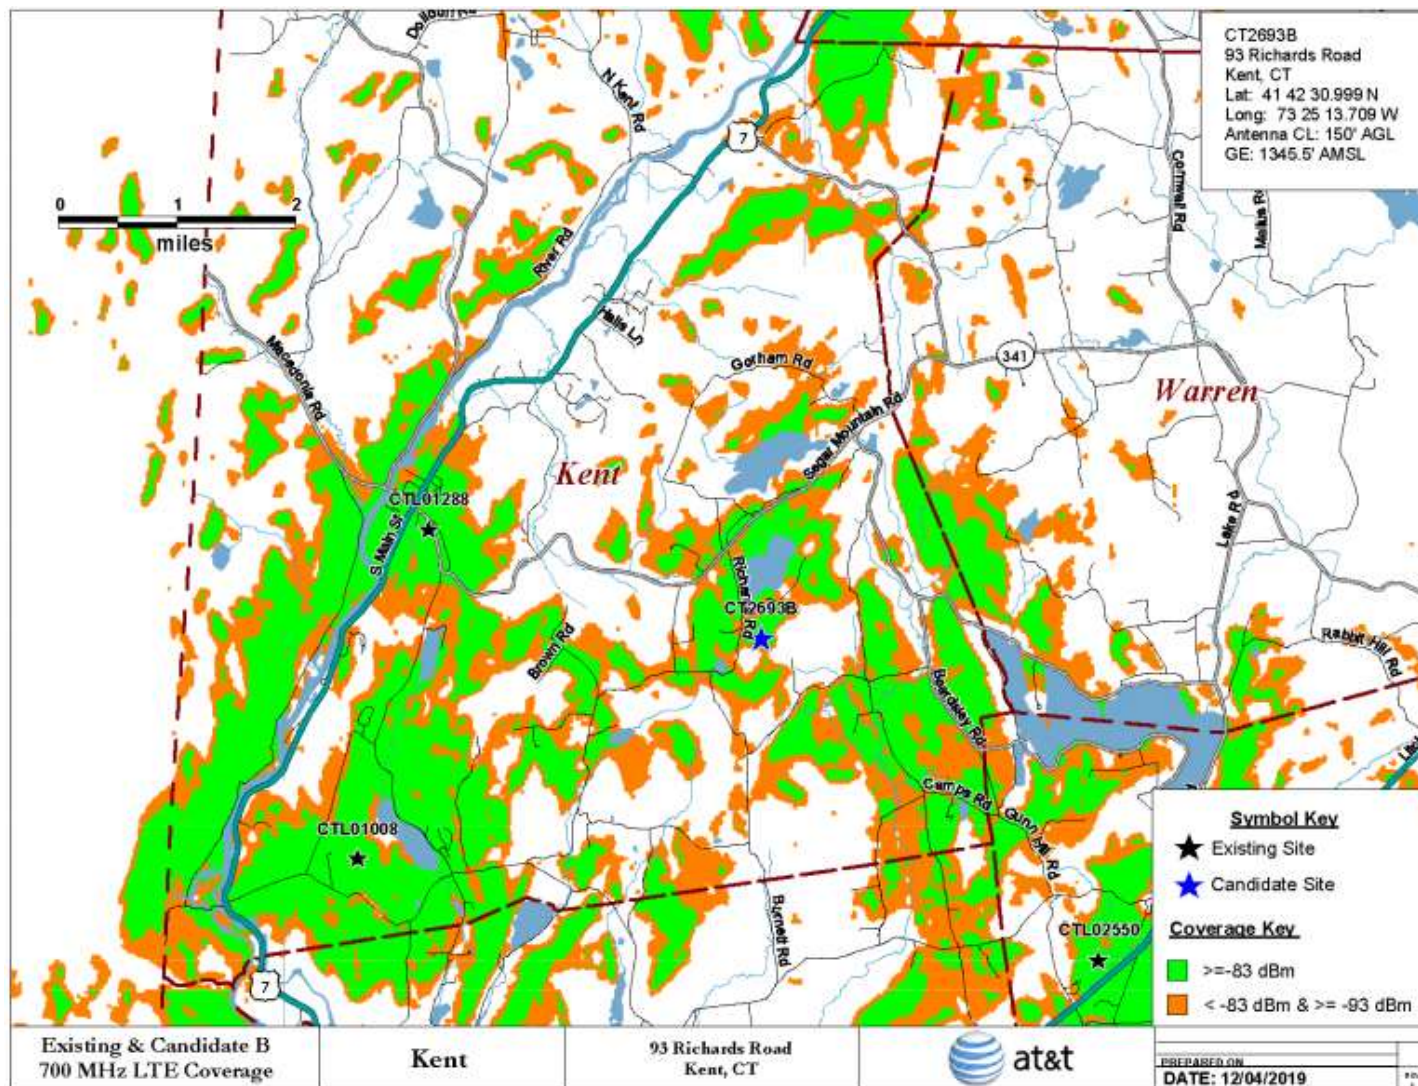 Dolldorf Rd
N Kent Rd
CT2693B
93 Richards Road
Kent, CT
Lat: 41 42 30.999 N
Long: 73 25 13.709 W
Antenna CL: 150' AGL
GE: 1345.5' AMSL
7
Cornwall Rd
Melius Rd
0 1 2
miles
River Rd
Halls Ln
Macedonia Rd
Gorham Rd
341
Warren
Segar Mountain Rd
Kent
CTL01288
S Main St
Lake Rd
Richards Rd
CT2693B
Brown Rd
Rabbit Hill Rd
Beardsley Rd
Camps Rd
Gunn Hill Rd
CTL01008
Burnett Rd
CTL02550
7
Symbol Key
Existing Site
Candidate Site
Coverage Key
>=-83 dBm
< -83 dBm & >= -93 dBm
Existing & Candidate B
700 MHz LTE Coverage
Kent
93 Richards Road
Kent, CT
at&t
PREPARED ON
DATE: 12/04/2019